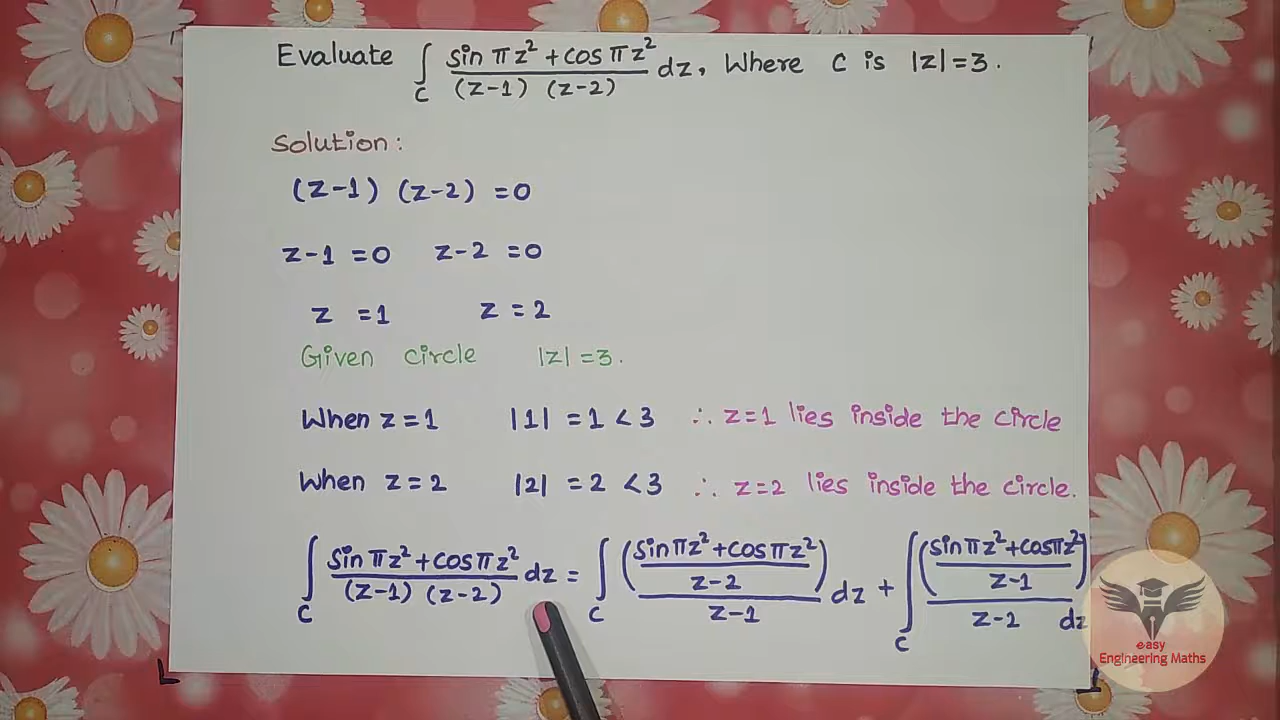 Evaluate ∫_C (sin πz² + cos πz²)/((z-1) (z-2)) dz, Where C is |z| = 3.
Solution:
(z-1) (z-2) = 0
z-1 = 0 z-2 = 0
z = 1 z = 2
Given circle |z| = 3.
When z = 1 |1| = 1 < 3 ∴ z=1 lies inside the circle
When z = 2 |2| = 2 < 3 ∴ z=2 lies inside the circle.
∫_C (sin πz² + cos πz²)/((z-1) (z-2)) dz = ∫_C ((sin πz² + cos πz²)/(z-2))/(z-1) dz + ∫_C ((sin πz² + cos πz²)/(z-1))/(z-2) dz
easy
Engineering Maths